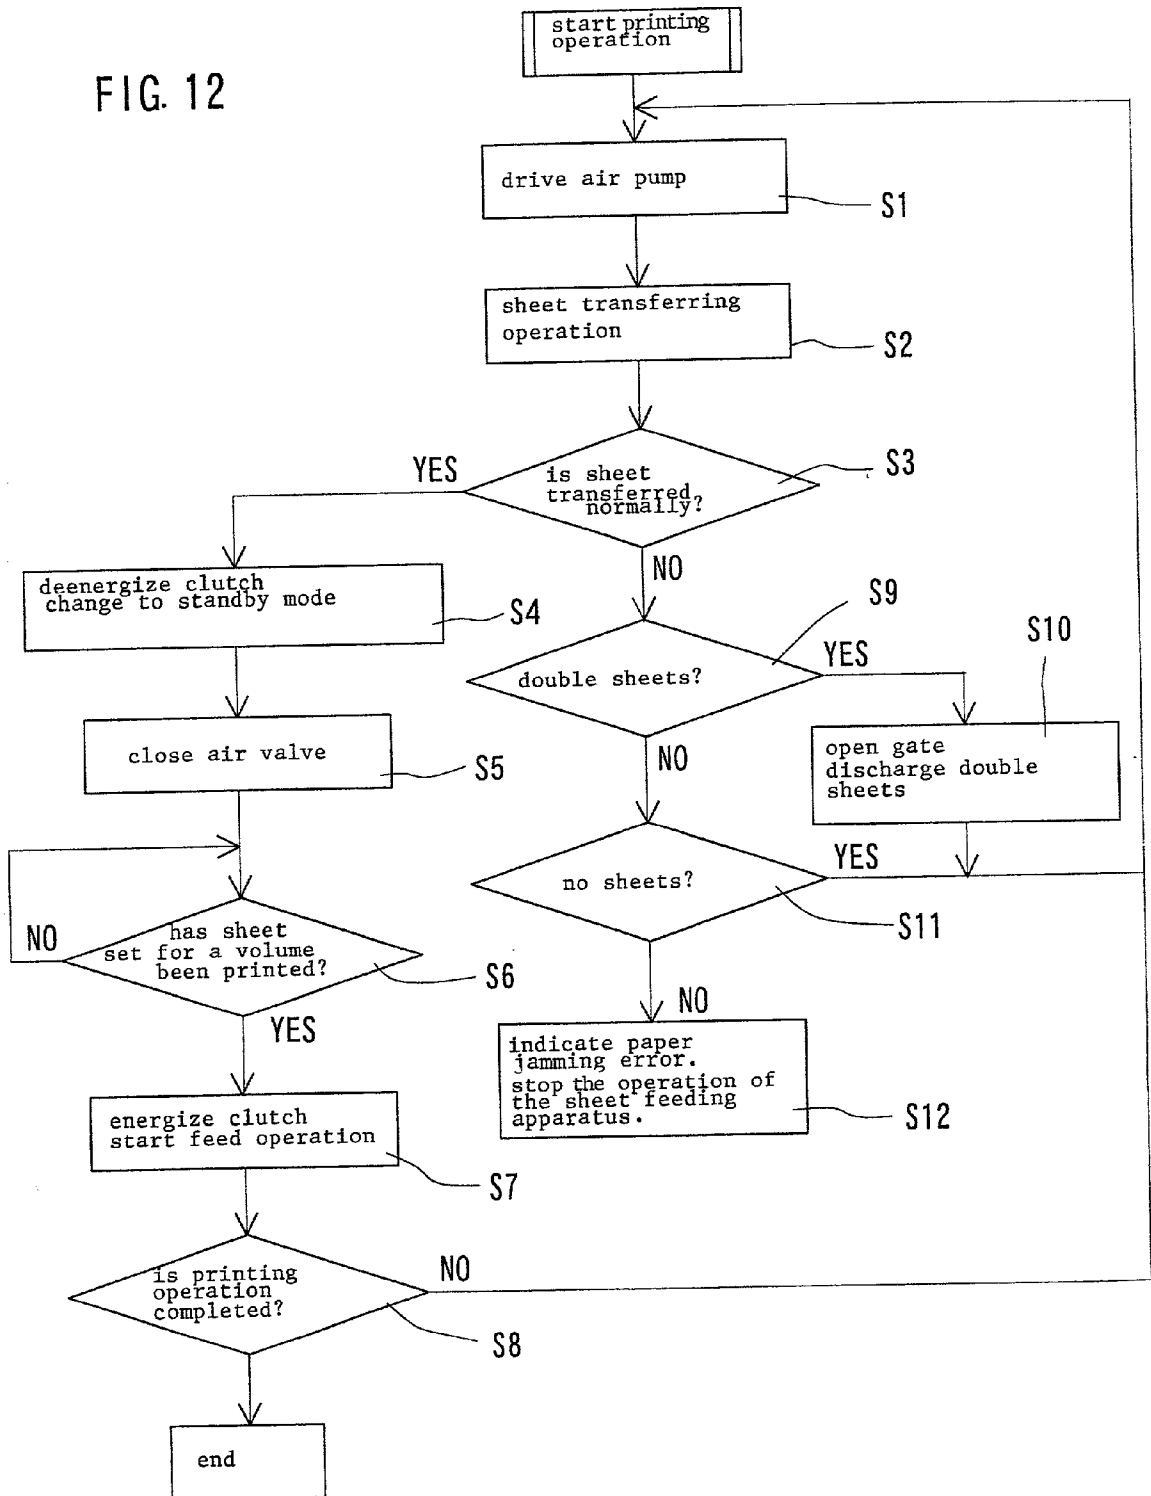 FIG. 12
start printing
operation
drive air pump
S1
sheet transferring
operation
S2
is sheet
transferred
normally?
S3
YES
NO
deenergize clutch
change to standby mode
S4
double sheets?
S9
YES
NO
S10
open gate
discharge double
sheets
close air valve
S5
no sheets?
YES
S11
NO
has sheet
set for a volume
been printed?
NO
S6
YES
indicate paper
jamming error.
stop the operation of
the sheet feeding
apparatus.
S12
energize clutch
start feed operation
S7
is printing
operation
completed?
NO
S8
end